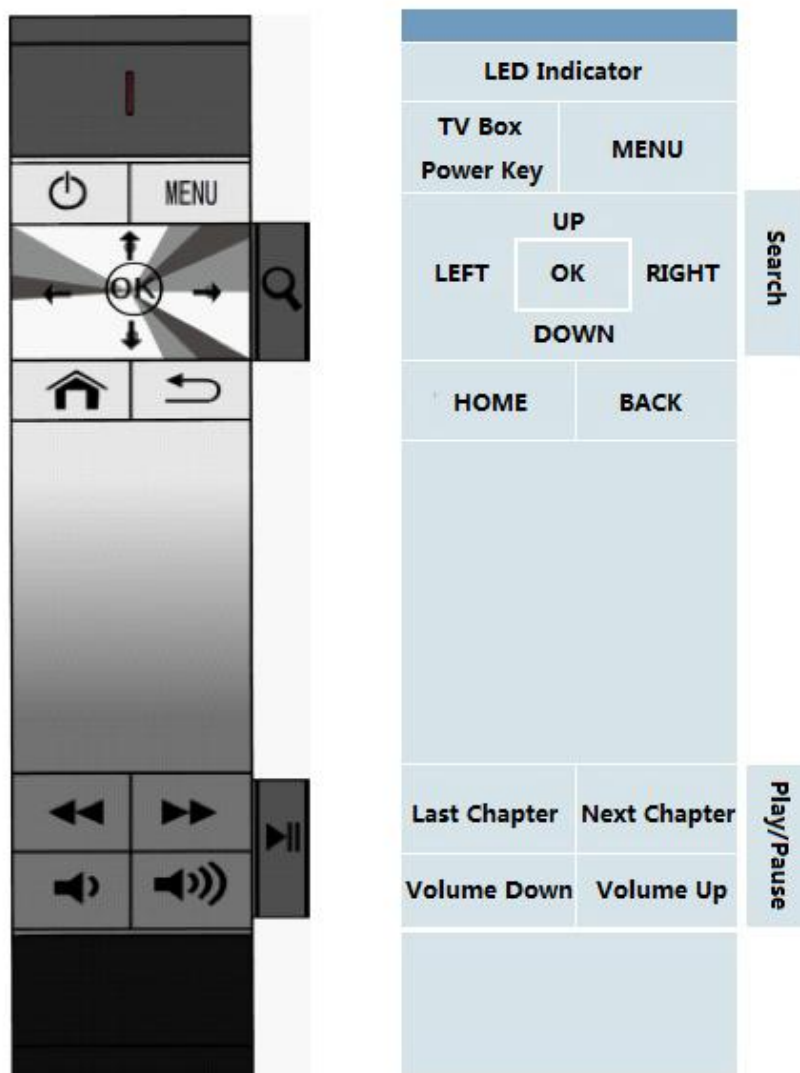 MENU
OK
LED Indicator
TV Box
Power Key
MENU
UP
LEFT OK RIGHT
DOWN
Search
HOME BACK
Last Chapter Next Chapter
Volume Down Volume Up
Play/Pause